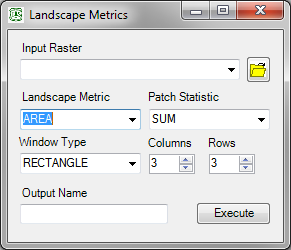 Landscape Metrics
Input Raster
Landscape Metric Patch Statistic
AREA SUM
Window Type Columns Rows
RECTANGLE 3 3
Output Name
Execute